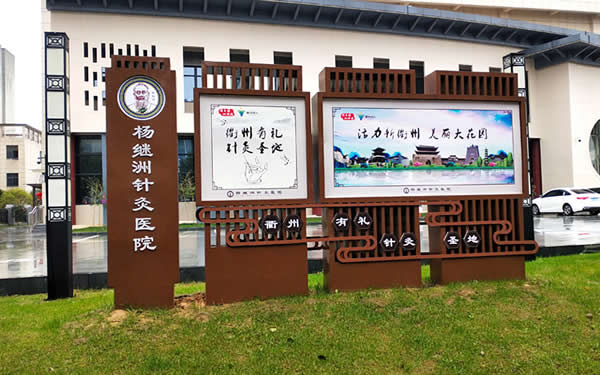 杨继洲针灸医院
衢州有礼
针灸圣地
活力新衢州 美丽大花园
衢州
有礼
针灸
圣地